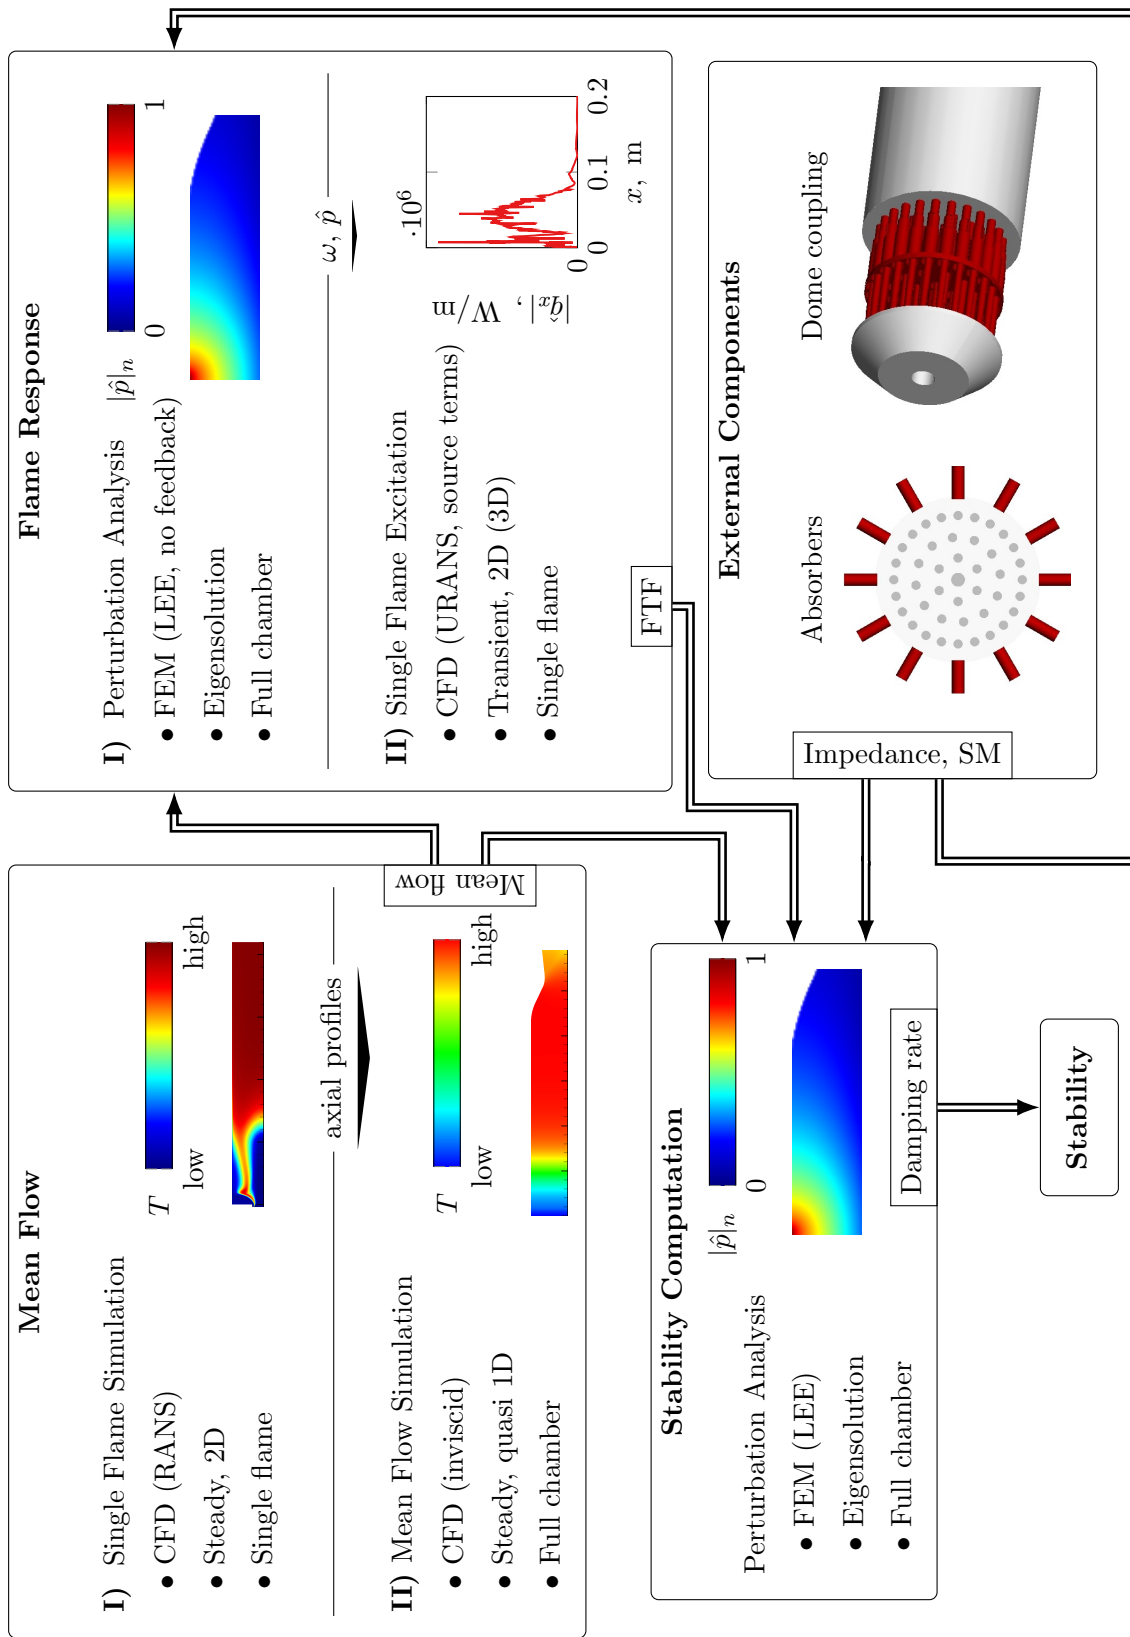 Mean Flow
I) Single Flame Simulation
• CFD (RANS)
• Steady, 2D
• Single flame
T
low
high
axial profiles
II) Mean Flow Simulation
• CFD (inviscid)
• Steady, quasi 1D
• Full chamber
T
low
high
Mean flow
Flame Response
I) Perturbation Analysis
• FEM (LEE, no feedback)
• Eigensolution
• Full chamber
|p̂|ₙ
0
1
ω, p̂
II) Single Flame Excitation
• CFD (URANS, source terms)
• Transient, 2D (3D)
• Single flame
|q̂ₓ|, W/m
·10⁶
0
0
0.1
0.2
x, m
FTF
Stability Computation
Perturbation Analysis
• FEM (LEE)
• Eigensolution
• Full chamber
|p̂|ₙ
0
1
Damping rate
Stability
External Components
Absorbers
Dome coupling
Impedance, SM